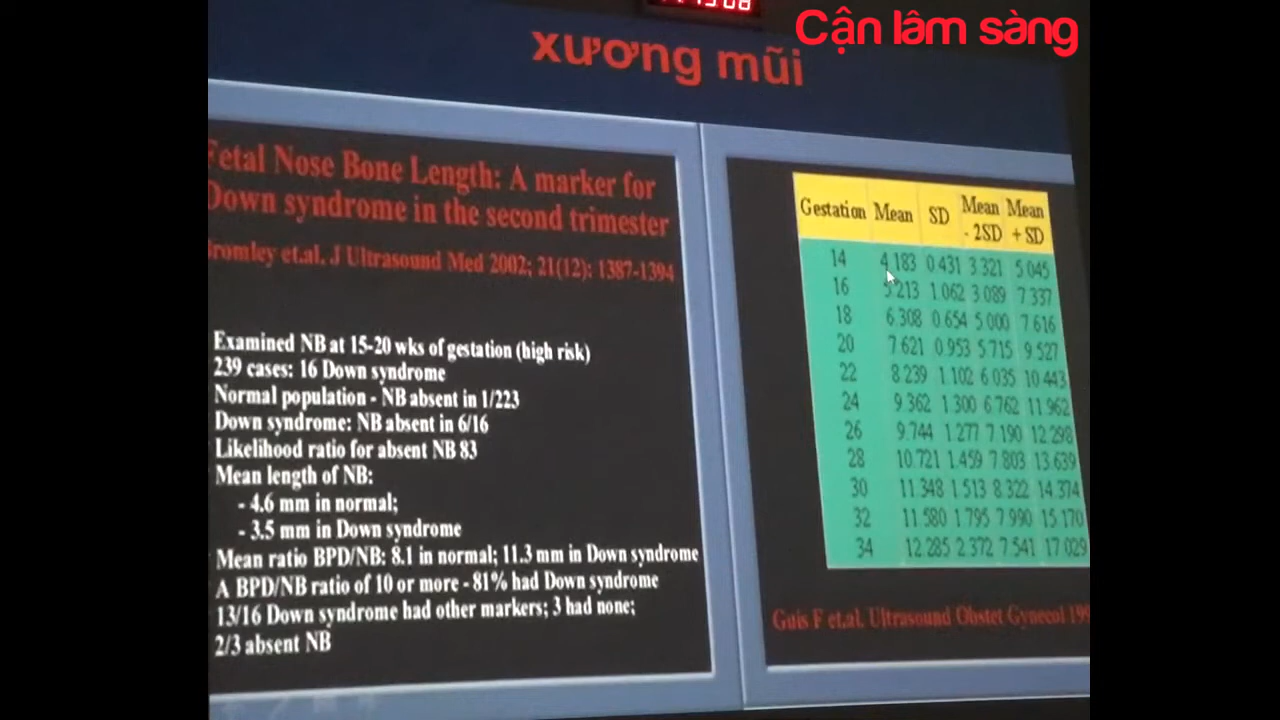 Cận lâm sàng
xương mũi
Fetal Nose Bone Length: A marker for
Down syndrome in the second trimester
Bromley et.al. J Ultrasound Med 2002; 21(12): 1387-1394
Examined NB at 15-20 wks of gestation (high risk)
239 cases: 16 Down syndrome
Normal population - NB absent in 1/223
Down syndrome: NB absent in 6/16
Likelihood ratio for absent NB 83
Mean length of NB:
- 4.6 mm in normal;
- 3.5 mm in Down syndrome
Mean ratio BPD/NB: 8.1 in normal; 11.3 mm in Down syndrome
A BPD/NB ratio of 10 or more - 81% had Down syndrome
13/16 Down syndrome had other markers; 3 had none;
2/3 absent NB
Gestation Mean SD Mean - 2SD Mean + SD
14 4.183 0.431 3.321 5.045
16 5.213 1.062 3.089 7.337
18 6.308 0.654 5.000 7.616
20 7.621 0.953 5.715 9.527
22 8.239 1.102 6.035 10.443
24 9.362 1.300 6.762 11.962
26 9.744 1.277 7.190 12.298
28 10.721 1.459 7.803 13.639
30 11.348 1.513 8.322 14.374
32 11.580 1.795 7.990 15.170
34 12.285 2.372 7.541 17.029
Guis F et.al. Ultrasound Obstet Gynecol 199